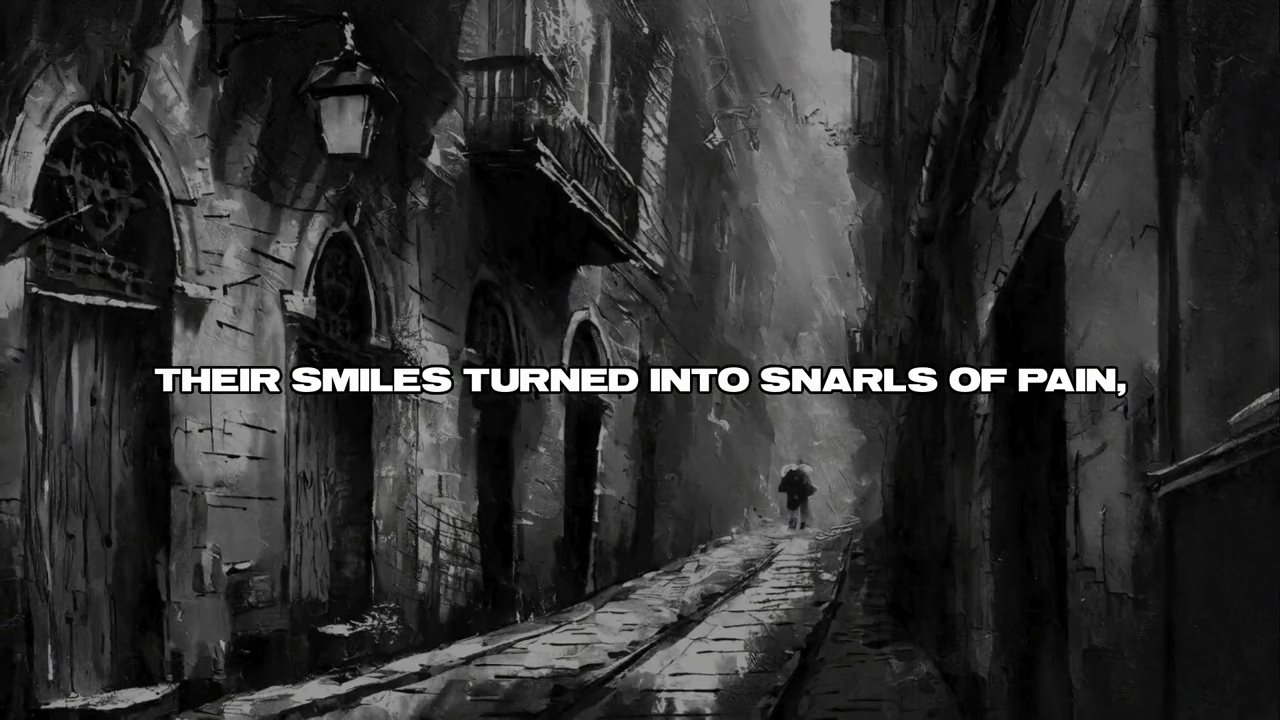 THEIR SMILES TURNED INTO SNARLS OF PAIN,